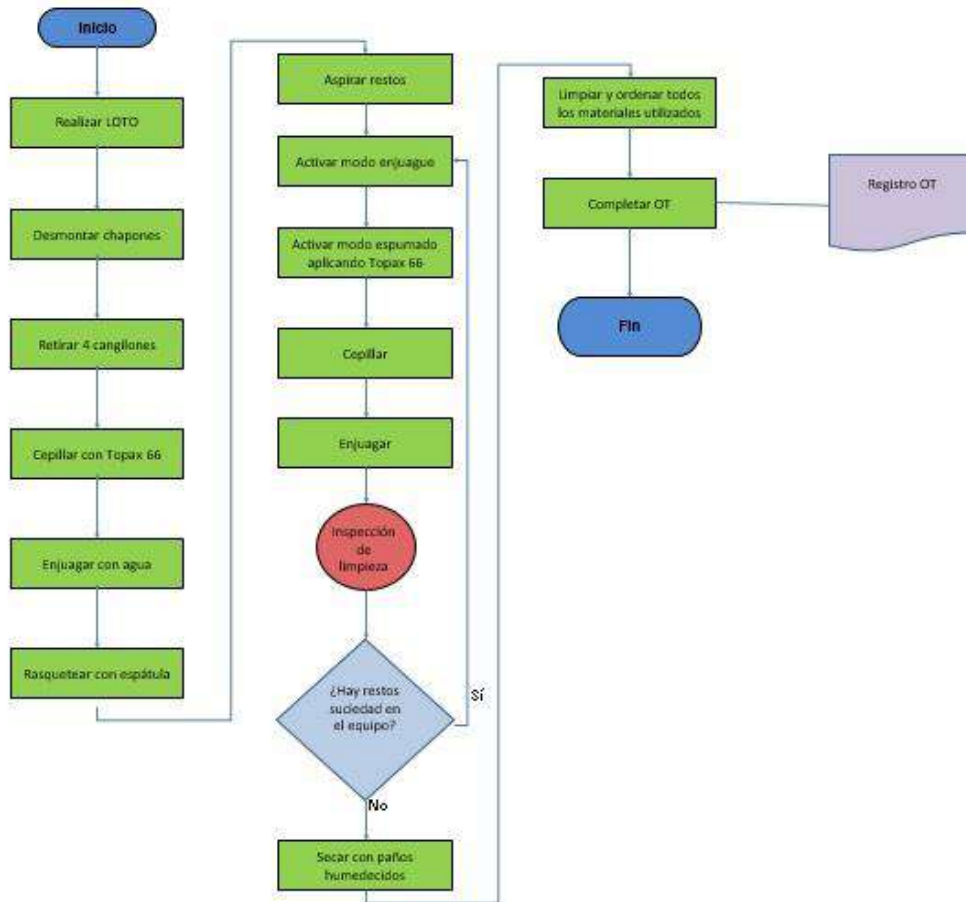 Inicio
Realizar LOTO
Desmontar chapones
Retirar 4 cangilones
Cepillar con Topax 66
Enjuagar con agua
Rasquetear con espátula
Aspirar restos
Activar modo enjuague
Activar modo espumado
aplicando Topax 66
Cepillar
Enjuagar
Inspección
de
limpieza
¿Hay restos
suciedad en
el equipo?
Sí
No
Secar con paños
humedecidos
Limpiar y ordenar todos
los materiales utilizados
Completar OT
Registro OT
Fin